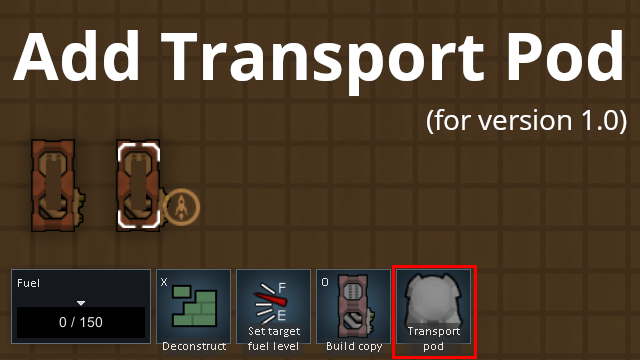 Add Transport Pod
(for version 1.0)
Fuel
0 / 150
X
Deconstruct
F
E
Set target
fuel level
O
Build copy
Transport
pod